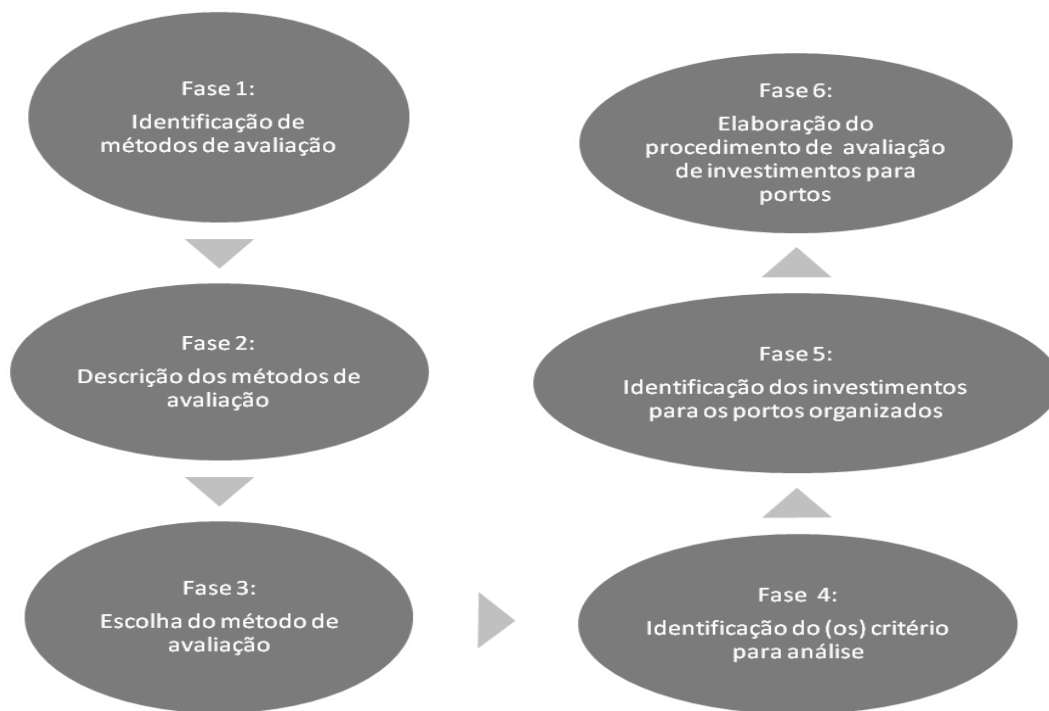 Fase 1:
Identificação de
métodos de avaliação
Fase 2:
Descrição dos métodos de
avaliação
Fase 3:
Escolha do método de
avaliação
Fase 4:
Identificação do (os) critério
para análise
Fase 5:
Identificação dos investimentos
para os portos organizados
Fase 6:
Elaboração do
procedimento de avaliação
de investimentos para
portos